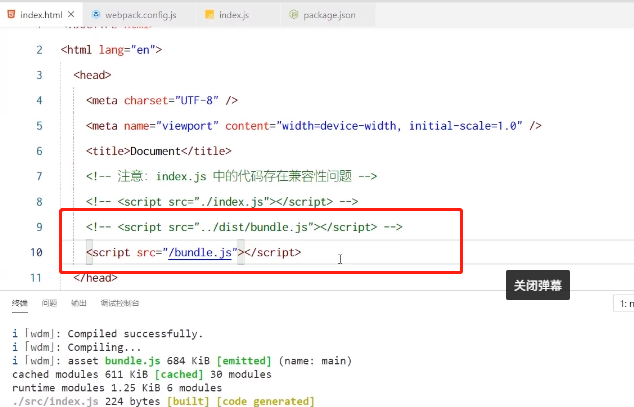 index.html webpack.config.js index.js package.json
2 <html lang="en">
3 <head>
4 <meta charset="UTF-8" />
5 <meta name="viewport" content="width=device-width, initial-scale=1.0" />
6 <title>Document</title>
7 <!-- 注意: index.js 中的代码存在兼容性问题 -->
8 <!-- <script src="./index.js"></script> -->
9 <!-- <script src="../dist/bundle.js"></script> -->
10 <script src="/bundle.js"></script>
11 </head>
关闭弹幕
终端 问题 输出 调试控制台 1:
i ｢wdm｣: Compiled successfully.
i ｢wdm｣: Compiling...
i ｢wdm｣: asset bundle.js 684 KiB [emitted] (name: main)
cached modules 611 KiB [cached] 30 modules
runtime modules 1.25 KiB 6 modules
./src/index.js 224 bytes [built] [code generated]